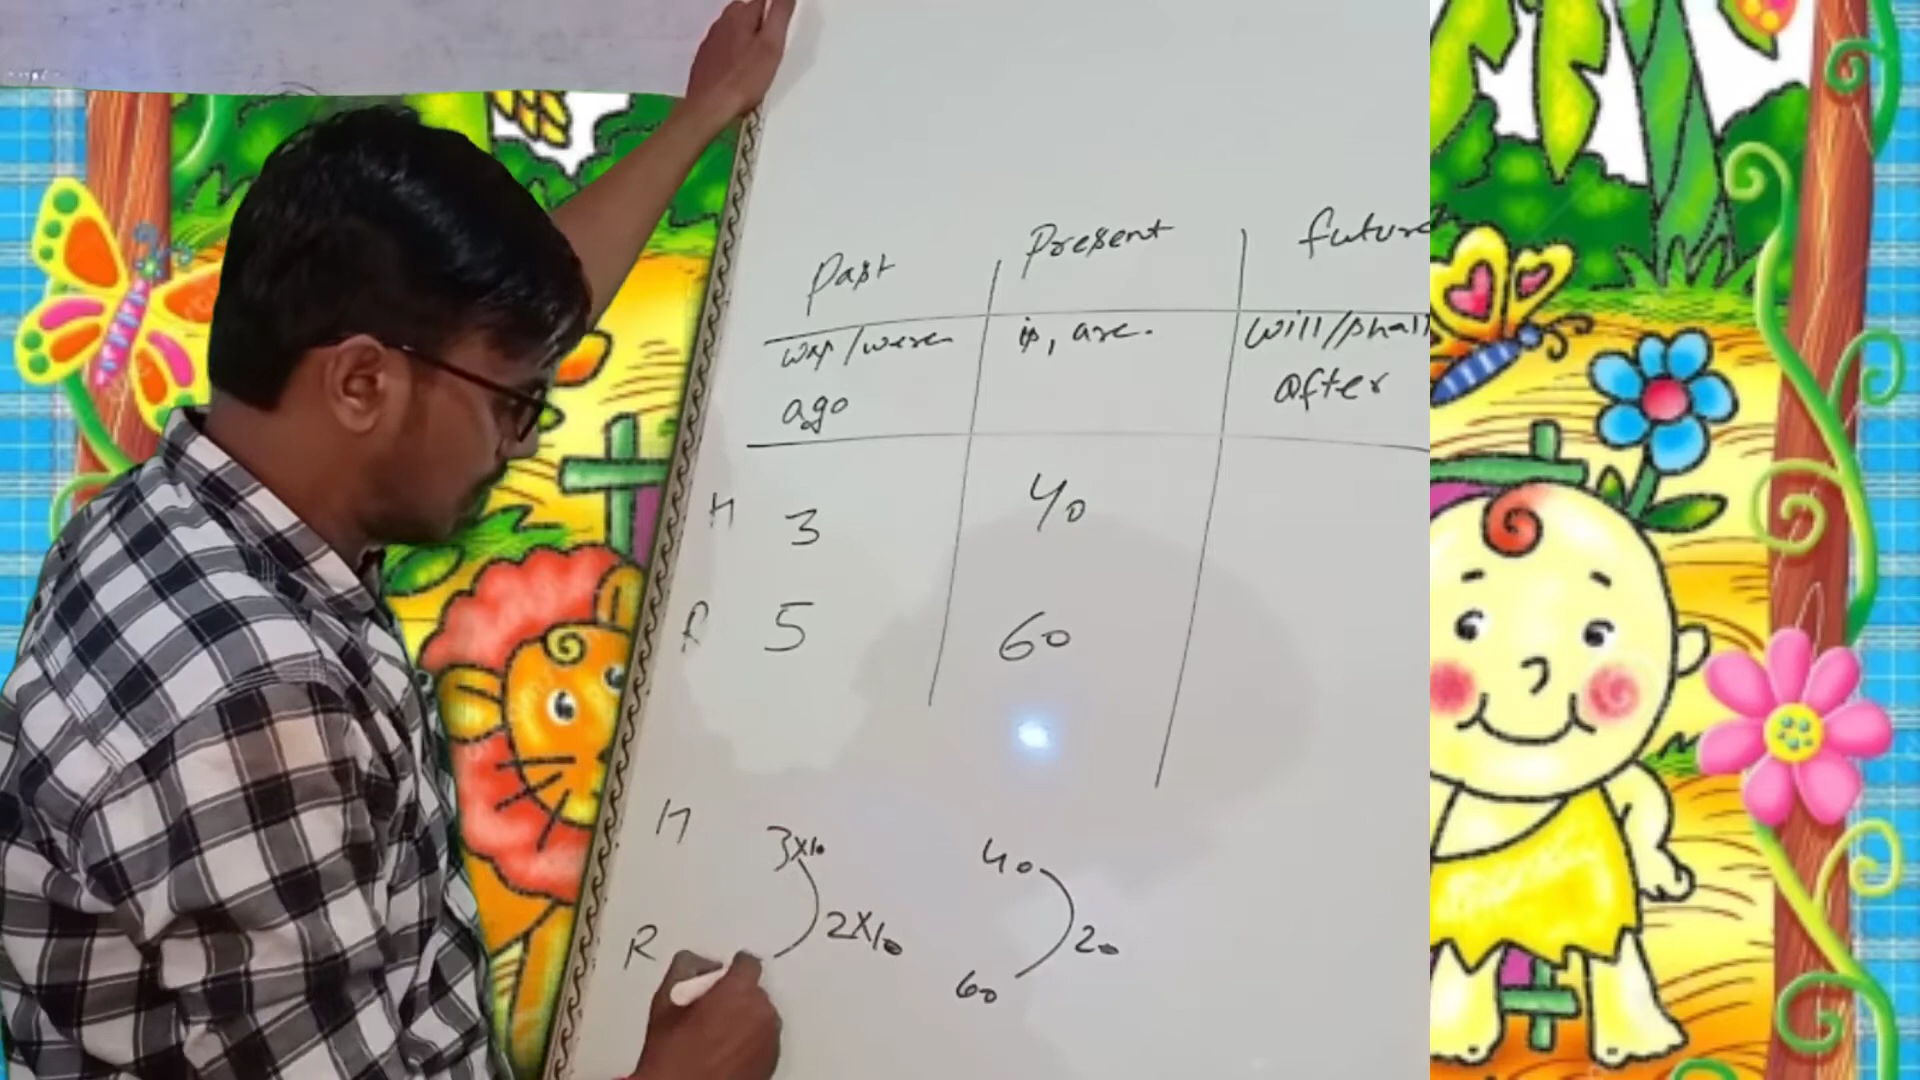 Past Present future
was/were is, are. will/shall
ago after
H 3 40
R 5 60
H 3x10 40
2x10 20
R 60